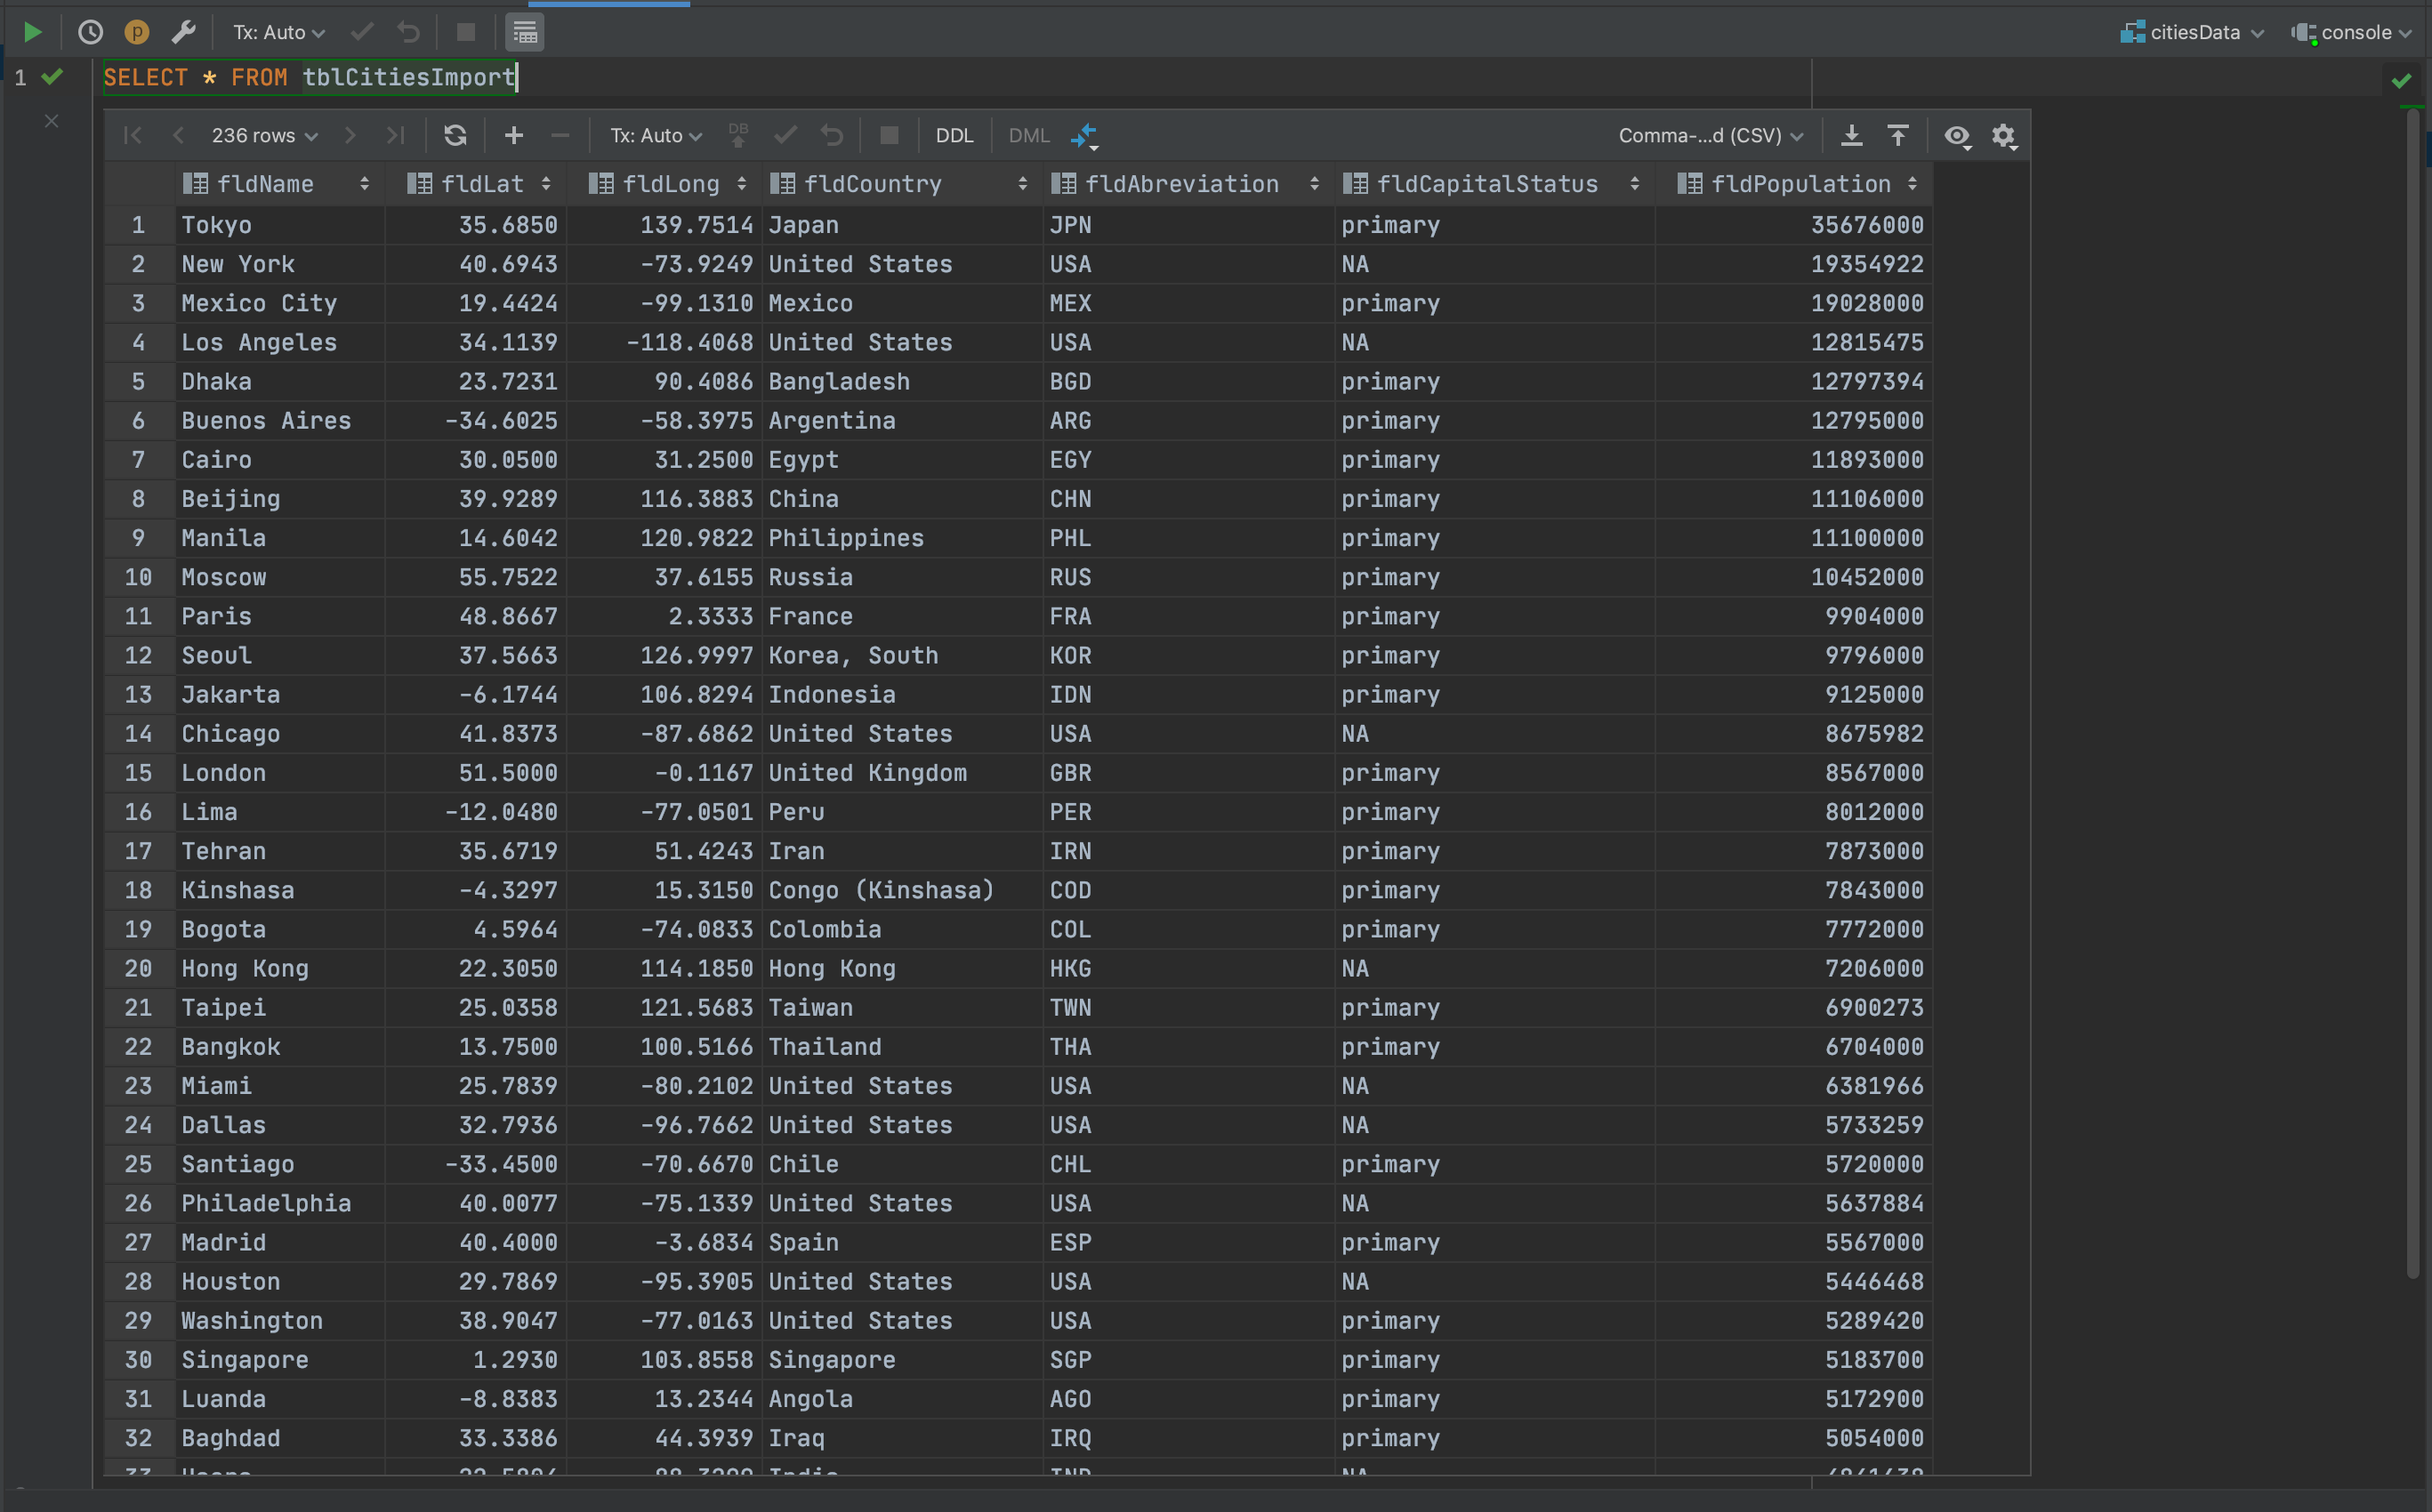 Tx: Auto citiesData console
1 SELECT * FROM tblCitiesImport
236 rows Tx: Auto DB DDL DML Comma-...d (CSV)
fldName fldLat fldLong fldCountry fldAbreviation fldCapitalStatus fldPopulation
1 Tokyo 35.6850 139.7514 Japan JPN primary 35676000
2 New York 40.6943 -73.9249 United States USA NA 19354922
3 Mexico City 19.4424 -99.1310 Mexico MEX primary 19028000
4 Los Angeles 34.1139 -118.4068 United States USA NA 12815475
5 Dhaka 23.7231 90.4086 Bangladesh BGD primary 12797394
6 Buenos Aires -34.6025 -58.3975 Argentina ARG primary 12795000
7 Cairo 30.0500 31.2500 Egypt EGY primary 11893000
8 Beijing 39.9289 116.3883 China CHN primary 11106000
9 Manila 14.6042 120.9822 Philippines PHL primary 11100000
10 Moscow 55.7522 37.6155 Russia RUS primary 10452000
11 Paris 48.8667 2.3333 France FRA primary 9904000
12 Seoul 37.5663 126.9997 Korea, South KOR primary 9796000
13 Jakarta -6.1744 106.8294 Indonesia IDN primary 9125000
14 Chicago 41.8373 -87.6862 United States USA NA 8675982
15 London 51.5000 -0.1167 United Kingdom GBR primary 8567000
16 Lima -12.0480 -77.0501 Peru PER primary 8012000
17 Tehran 35.6719 51.4243 Iran IRN primary 7873000
18 Kinshasa -4.3297 15.3150 Congo (Kinshasa) COD primary 7843000
19 Bogota 4.5964 -74.0833 Colombia COL primary 7772000
20 Hong Kong 22.3050 114.1850 Hong Kong HKG NA 7206000
21 Taipei 25.0358 121.5683 Taiwan TWN primary 6900273
22 Bangkok 13.7500 100.5166 Thailand THA primary 6704000
23 Miami 25.7839 -80.2102 United States USA NA 6381966
24 Dallas 32.7936 -96.7662 United States USA NA 5733259
25 Santiago -33.4500 -70.6670 Chile CHL primary 5720000
26 Philadelphia 40.0077 -75.1339 United States USA NA 5637884
27 Madrid 40.4000 -3.6834 Spain ESP primary 5567000
28 Houston 29.7869 -95.3905 United States USA NA 5446468
29 Washington 38.9047 -77.0163 United States USA primary 5289420
30 Singapore 1.2930 103.8558 Singapore SGP primary 5183700
31 Luanda -8.8383 13.2344 Angola AGO primary 5172900
32 Baghdad 33.3386 44.3939 Iraq IRQ primary 5054000